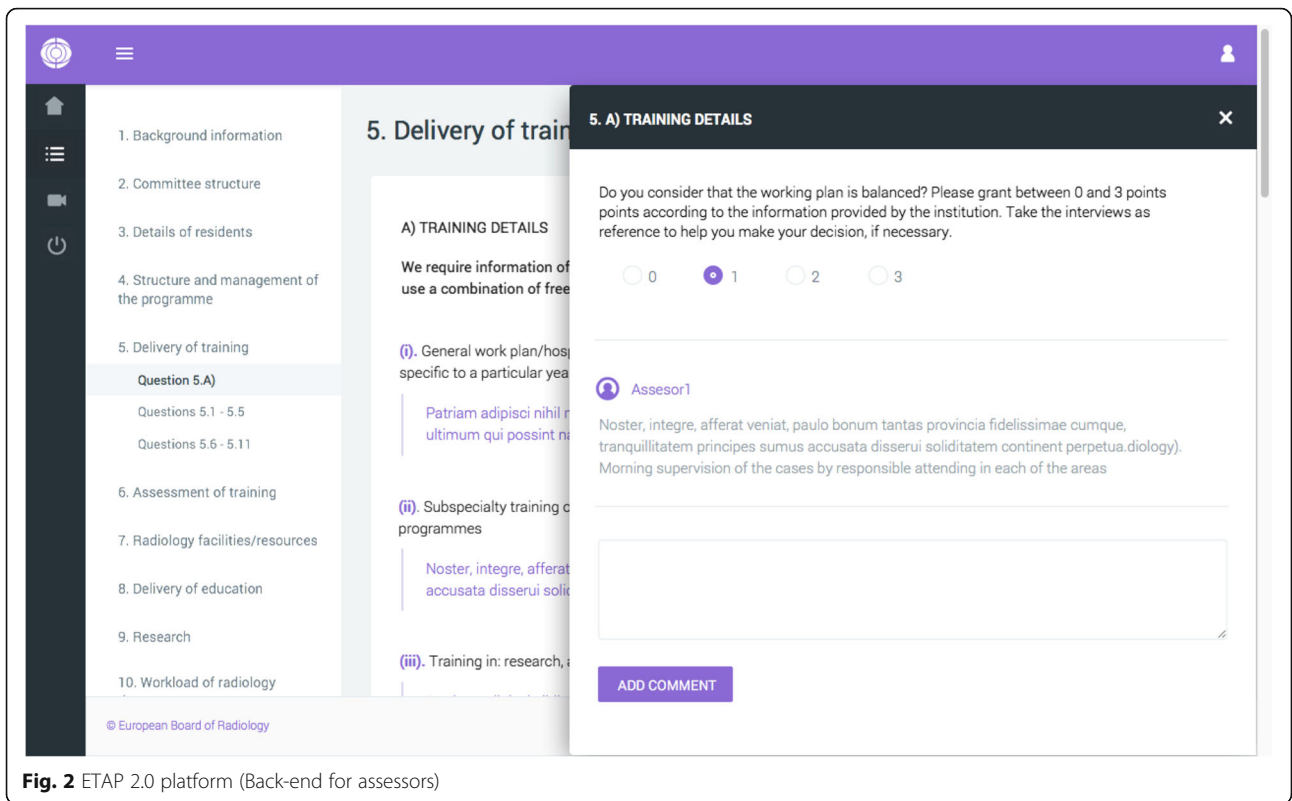 1. Background information
2. Committee structure
3. Details of residents
4. Structure and management of
the programme
5. Delivery of training
Question 5.A)
Questions 5.1 - 5.5
Questions 5.6 - 5.11
6. Assessment of training
7. Radiology facilities/resources
8. Delivery of education
9. Research
10. Workload of radiology
© European Board of Radiology
5. Delivery of train
A) TRAINING DETAILS
We require information of
use a combination of free
(i). General work plan/hosp
specific to a particular yea
Patriam adipisci nihil
ultimum qui possint na
(ii). Subspecialty training
programmes
Noster, integre, afferat
accusata disserui
(iii). Training in: research,
5. A) TRAINING DETAILS
Do you consider that the working plan is balanced? Please grant between 0 and 3 points
points according to the information provided by the institution. Take the interviews as
reference to help you make your decision, if necessary.
0 1 2 3
Assesor1
Noster, integre, afferat veniat, paulo bonum tantas provincia fidelissimae cumque,
tranquillitatem principes sumus accusata disserui soliditatem continent perpetua.diology).
Morning supervision of the cases by responsible attending in each of the areas
ADD COMMENT
Fig. 2 ETAP 2.0 platform (Back-end for assessors)